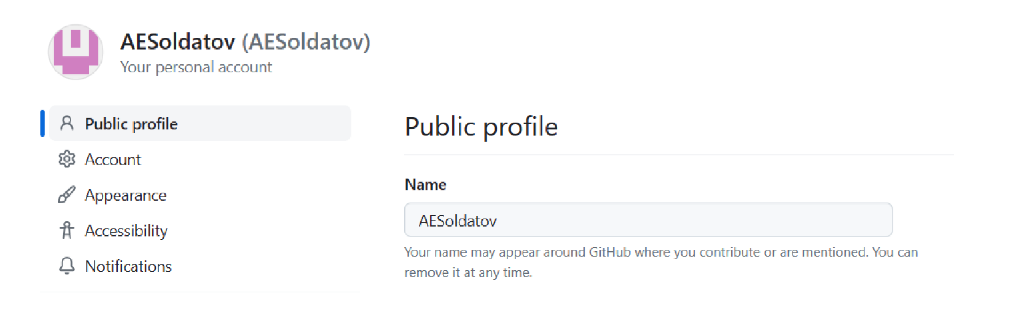 AESoldatov (AESoldatov)
Your personal account
Public profile
Account
Appearance
Accessibility
Notifications
Public profile
Name
AESoldatov
Your name may appear around GitHub where you contribute or are mentioned. You can
remove it at any time.